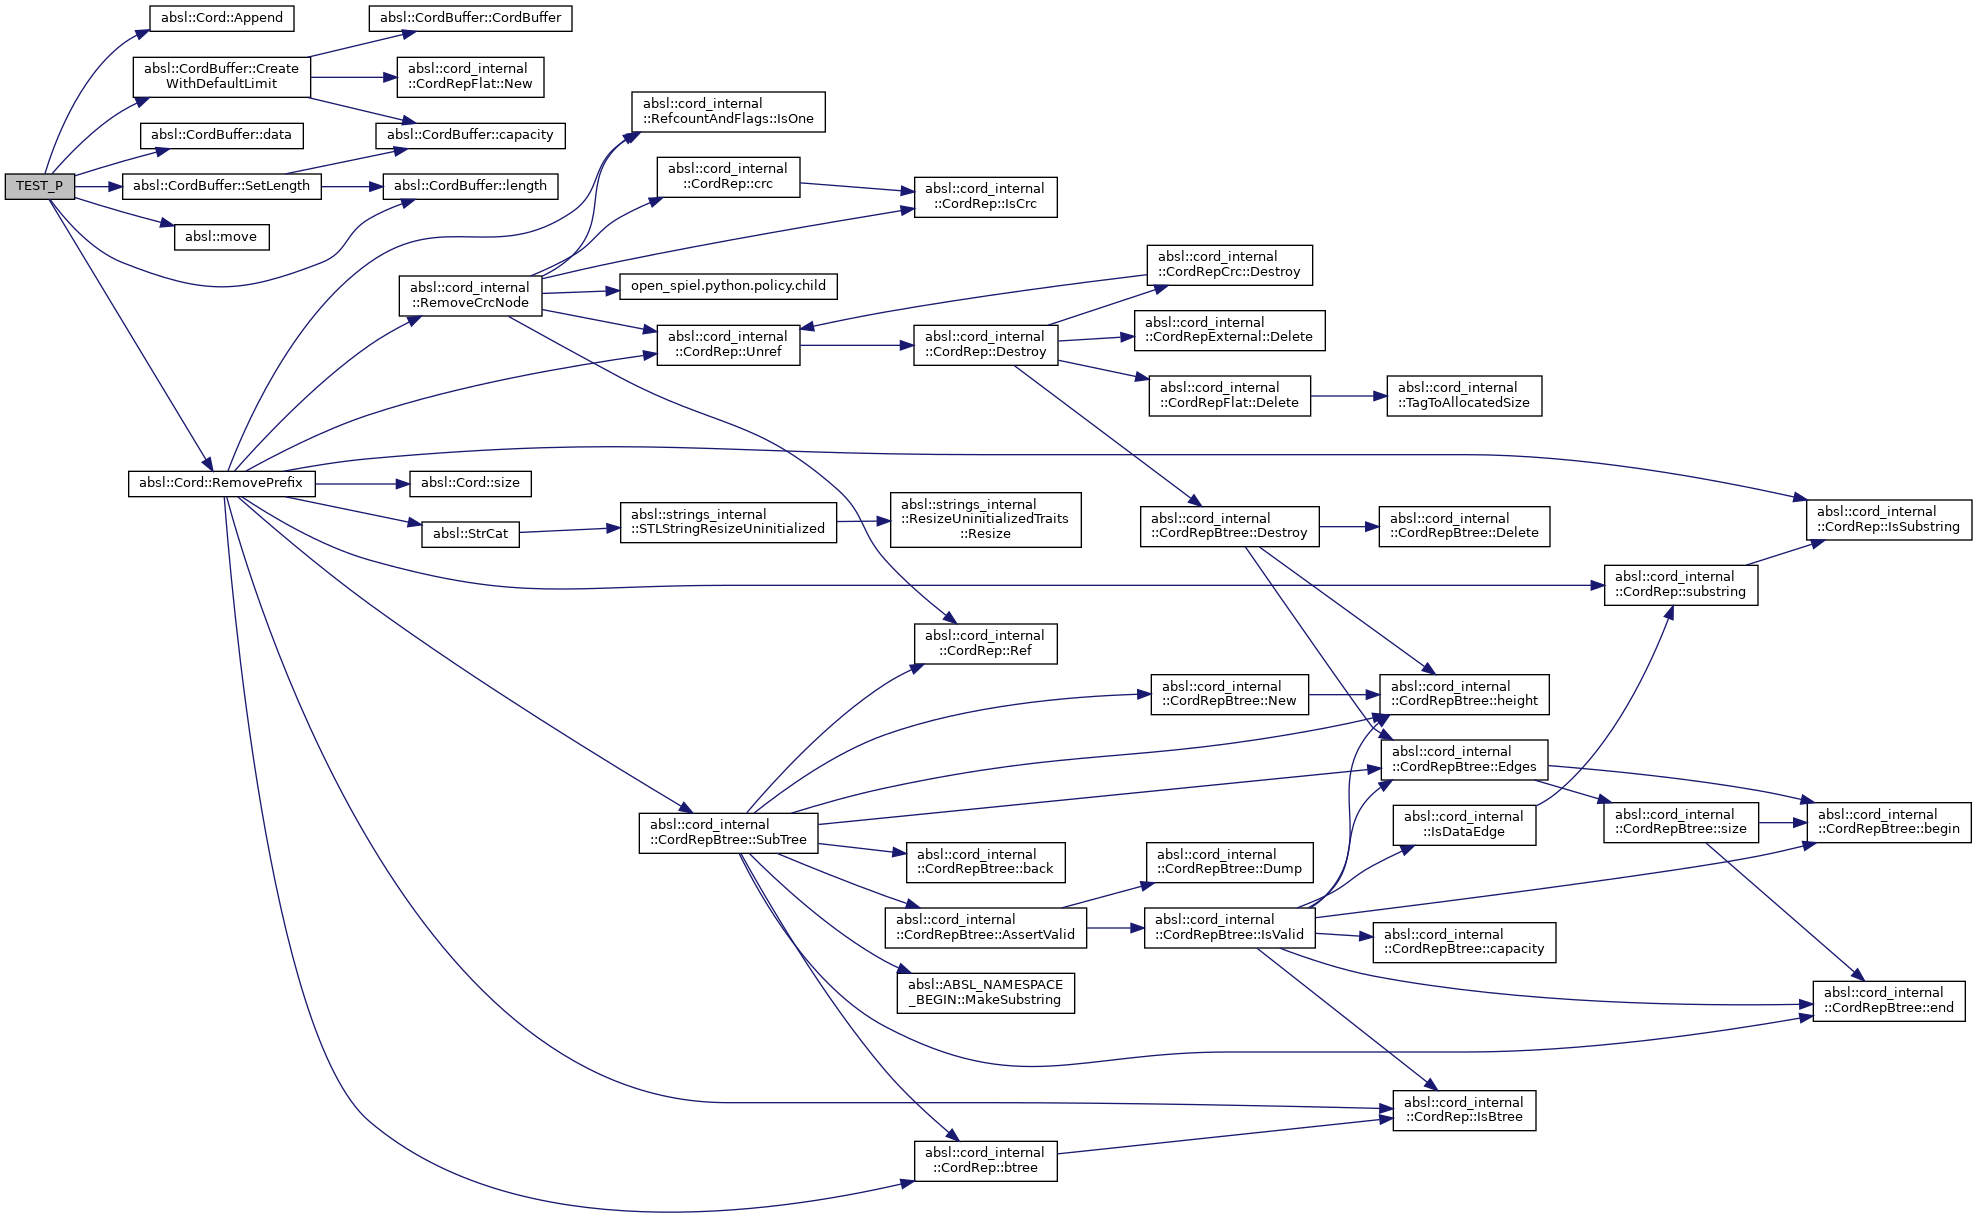 TEST_P
absl::Cord::Append
absl::CordBuffer::Create
WithDefaultLimit
absl::CordBuffer::data
absl::CordBuffer::SetLength
absl::move
absl::Cord::RemovePrefix
absl::CordBuffer::CordBuffer
absl::cord_internal
::CordRepFlat::New
absl::CordBuffer::capacity
absl::CordBuffer::length
absl::cord_internal
::RemoveCrcNode
absl::Cord::size
absl::StrCat
absl::cord_internal
::RefcountAndFlags::IsOne
absl::cord_internal
::CordRep::crc
open_spiel.python.policy.child
absl::cord_internal
::CordRep::Unref
absl::strings_internal
::STLStringResizeUninitialized
absl::cord_internal
::CordRepBtree::SubTree
absl::cord_internal
::CordRep::IsCrc
absl::cord_internal
::CordRep::Destroy
absl::strings_internal
::ResizeUninitializedTraits
::Resize
absl::cord_internal
::CordRep::Ref
absl::cord_internal
::CordRepBtree::back
absl::cord_internal
::CordRepBtree::AssertValid
absl::ABSL_NAMESPACE
_BEGIN::MakeSubstring
absl::cord_internal
::CordRep::btree
absl::cord_internal
::CordRepCrc::Destroy
absl::cord_internal
::CordRepExternal::Delete
absl::cord_internal
::CordRepFlat::Delete
absl::cord_internal
::CordRepBtree::Destroy
absl::cord_internal
::CordRepBtree::New
absl::cord_internal
::CordRepBtree::Dump
absl::cord_internal
::CordRepBtree::IsValid
absl::cord_internal
::TagToAllocatedSize
absl::cord_internal
::CordRepBtree::Delete
absl::cord_internal
::CordRepBtree::height
absl::cord_internal
::CordRepBtree::Edges
absl::cord_internal
::IsDataEdge
absl::cord_internal
::CordRepBtree::capacity
absl::cord_internal
::CordRep::IsBtree
absl::cord_internal
::CordRep::substring
absl::cord_internal
::CordRepBtree::size
absl::cord_internal
::CordRep::IsSubstring
absl::cord_internal
::CordRepBtree::begin
absl::cord_internal
::CordRepBtree::end